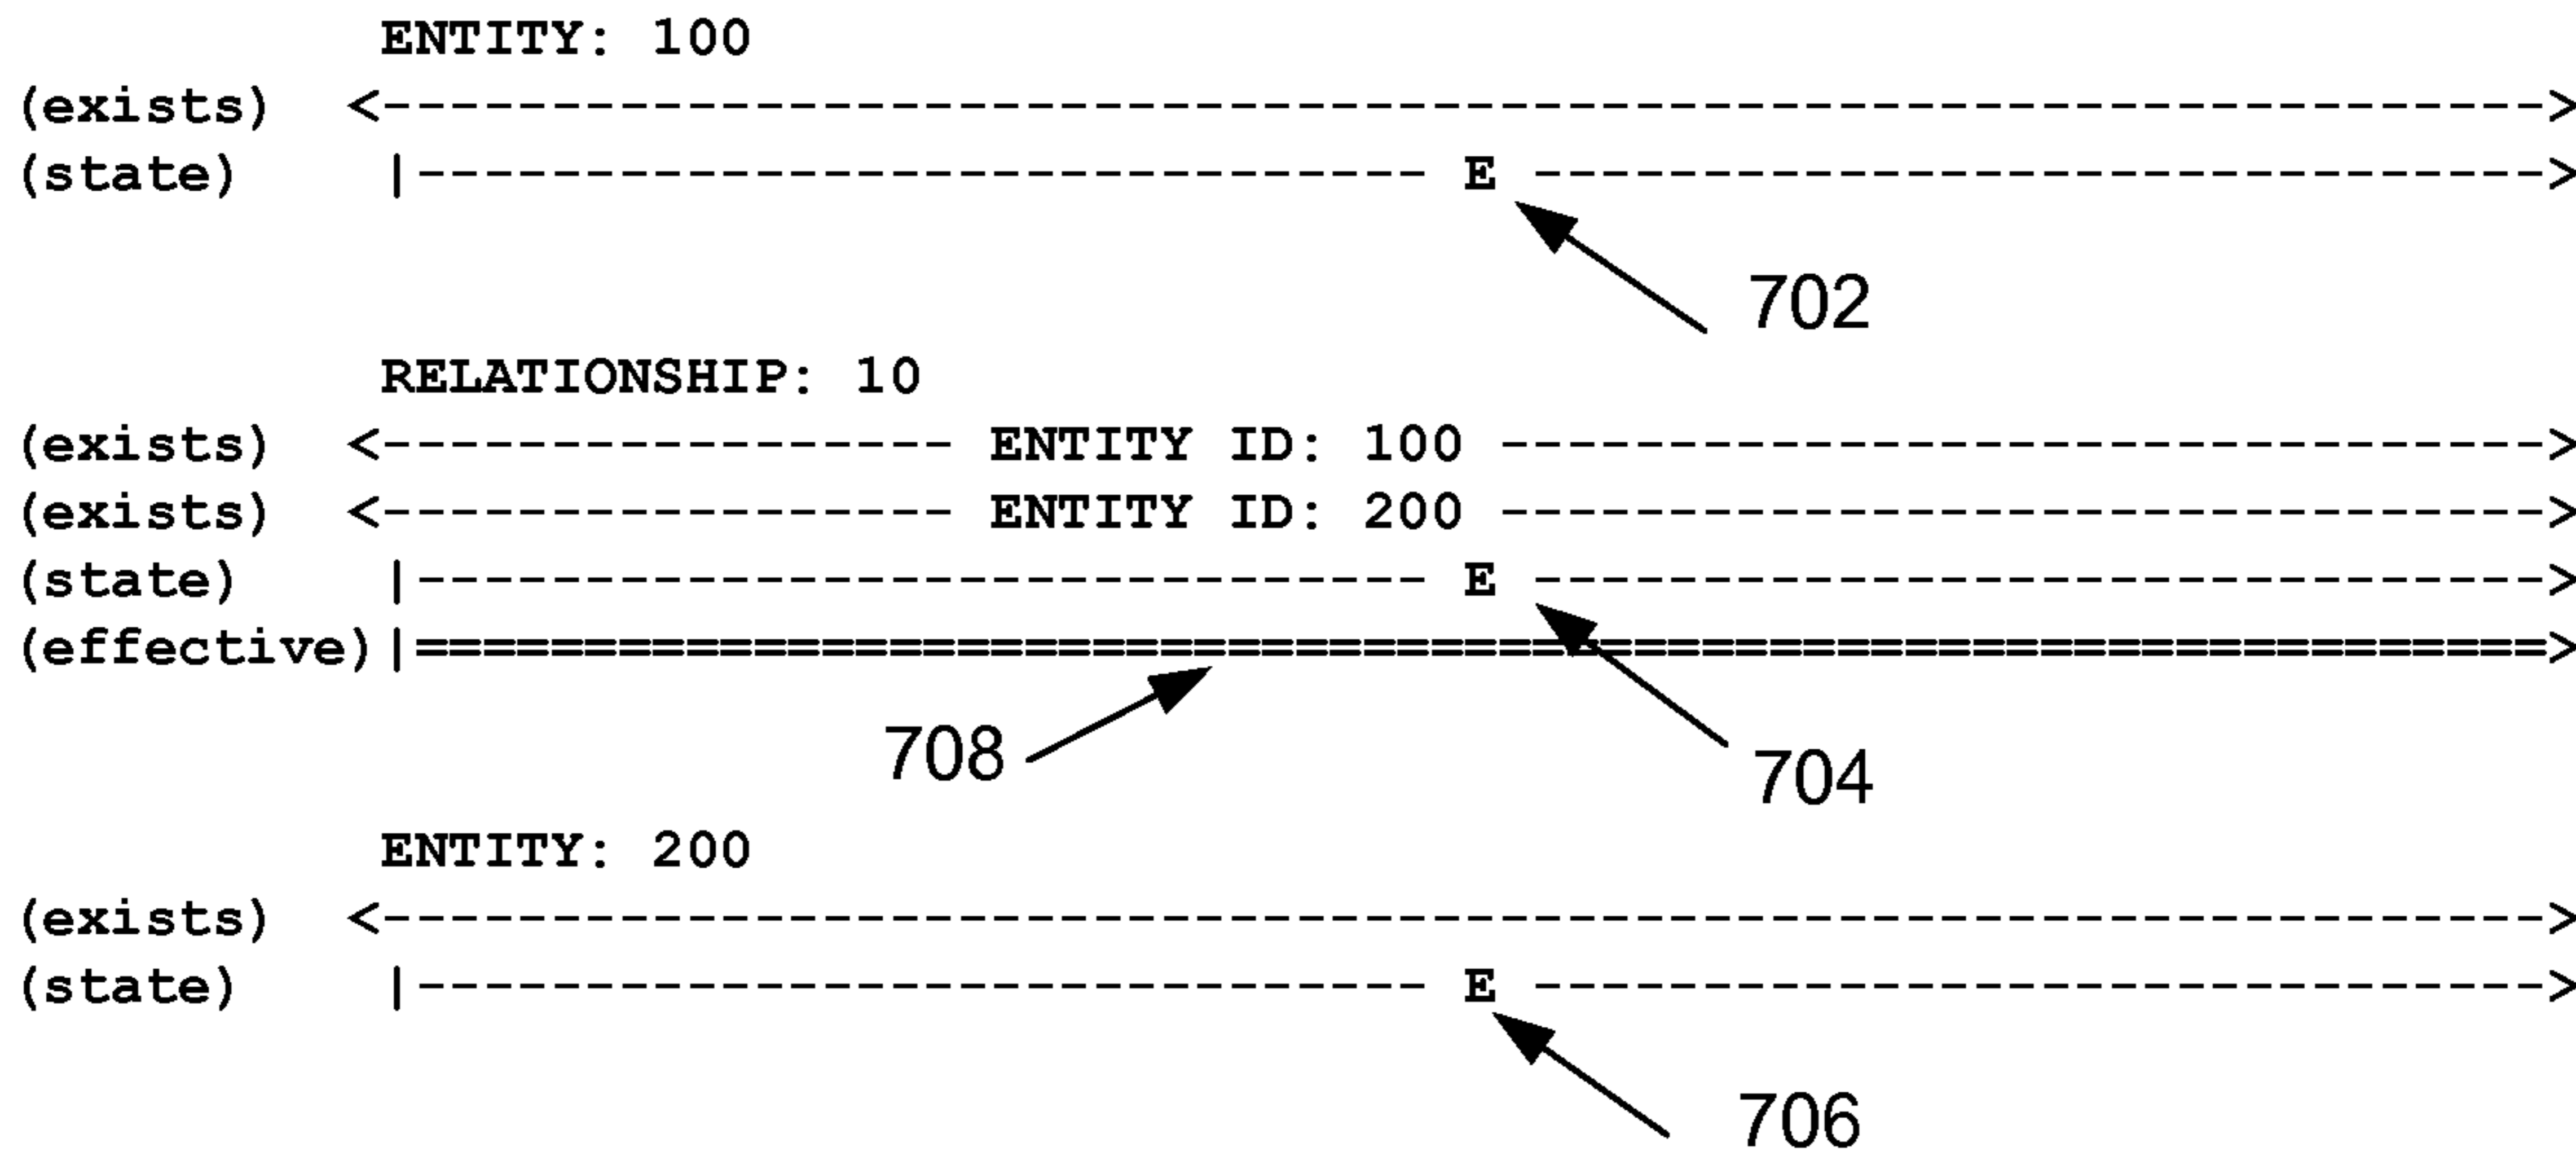 ENTITY: 100
(exists) <---------------------------------------------------------------->
(state) |------------------------------ E ------------------------------>
702
RELATIONSHIP: 10
(exists) <----------------- ENTITY ID: 100 ------------------------------->
(exists) <----------------- ENTITY ID: 200 ------------------------------->
(state) |------------------------------ E ------------------------------>
(effective)|===============================================================>
708
704
ENTITY: 200
(exists) <---------------------------------------------------------------->
(state) |------------------------------ E ------------------------------>
706